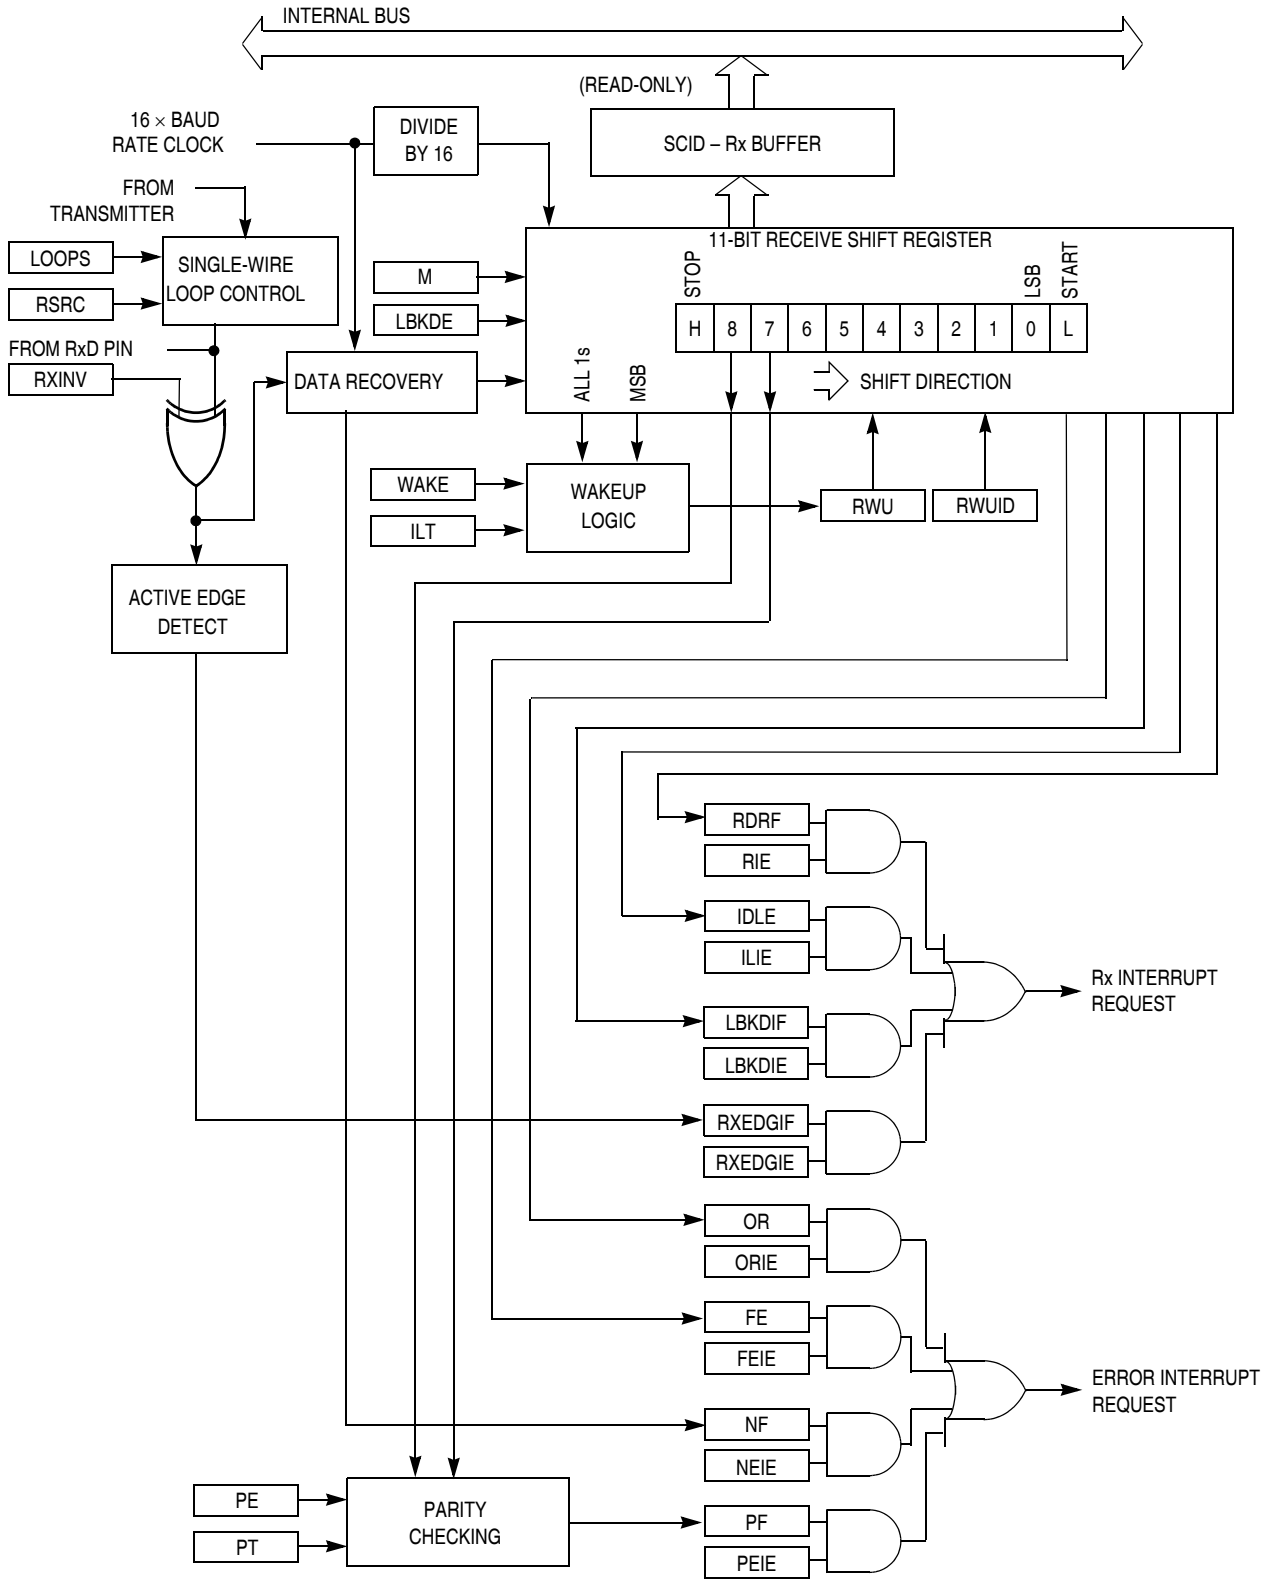 INTERNAL BUS
(READ-ONLY)
16 × BAUD
RATE CLOCK
DIVIDE
BY 16
SCID – Rx BUFFER
FROM
TRANSMITTER
LOOPS
RSRC
SINGLE-WIRE
LOOP CONTROL
M
LBKDE
11-BIT RECEIVE SHIFT REGISTER
STOP
LSB
START
H 8 7 6 5 4 3 2 1 0 L
FROM RxD PIN
RXINV
DATA RECOVERY
ALL 1s
MSB
SHIFT DIRECTION
WAKE
ILT
WAKEUP
LOGIC
RWU
RWUID
ACTIVE EDGE
DETECT
RDRF
RIE
IDLE
ILIE
Rx INTERRUPT
REQUEST
LBKDIF
LBKDIE
RXEDGIF
RXEDGIE
OR
ORIE
FE
FEIE
ERROR INTERRUPT
REQUEST
NF
NEIE
PE
PT
PARITY
CHECKING
PF
PEIE